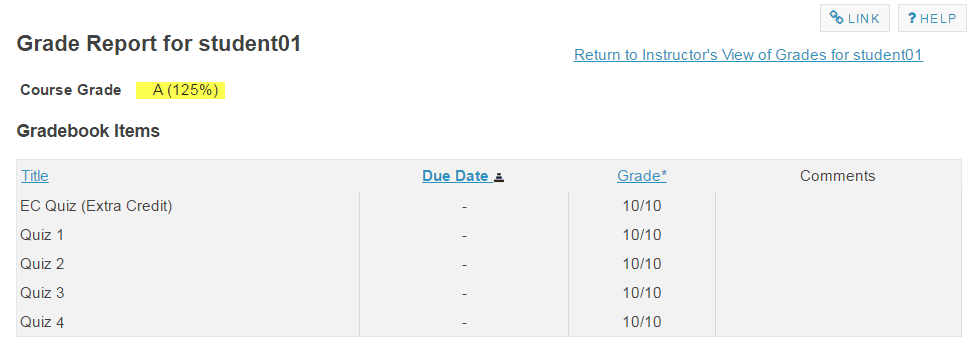 LINK
? HELP
Grade Report for student01
Return to Instructor's View of Grades for student01
Course Grade A (125%)
Gradebook Items
Title Due Date Grade* Comments
EC Quiz (Extra Credit) - 10/10
Quiz 1 - 10/10
Quiz 2 - 10/10
Quiz 3 - 10/10
Quiz 4 - 10/10